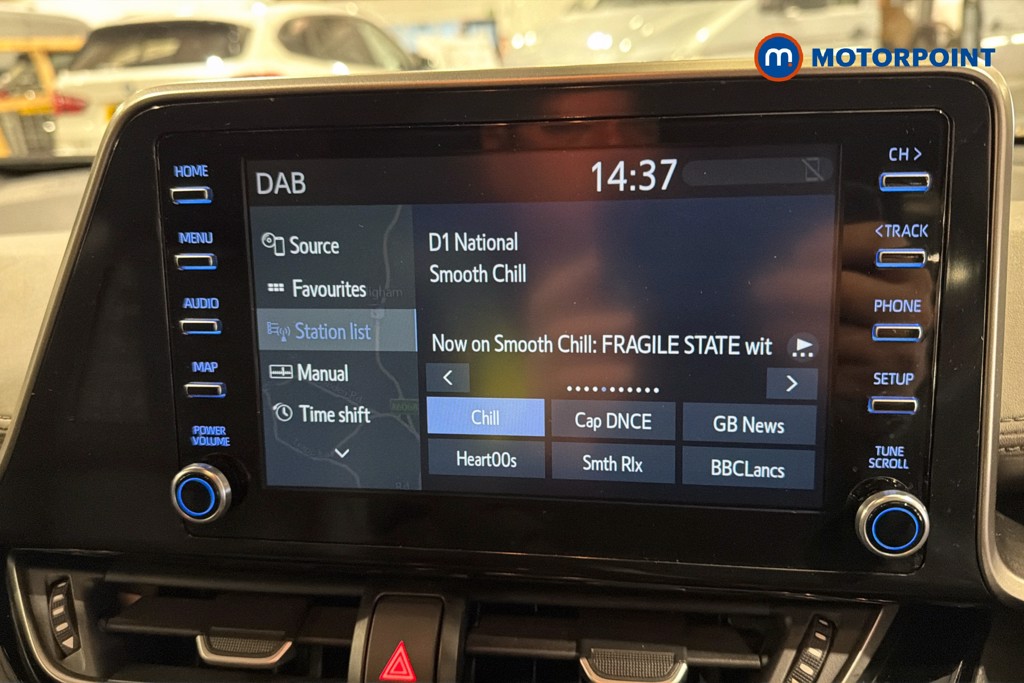 m MOTORPOINT
HOME
MENU
AUDIO
MAP
POWER
VOLUME
DAB
14:37
Source
Favourites
Station list
Manual
Time shift
D1 National
Smooth Chill
Now on Smooth Chill: FRAGILE STATE wit
<
>
Chill
Cap DNCE
GB News
Heart00s
Smth Rlx
BBCLancs
CH >
<TRACK
PHONE
SETUP
TUNE
SCROLL